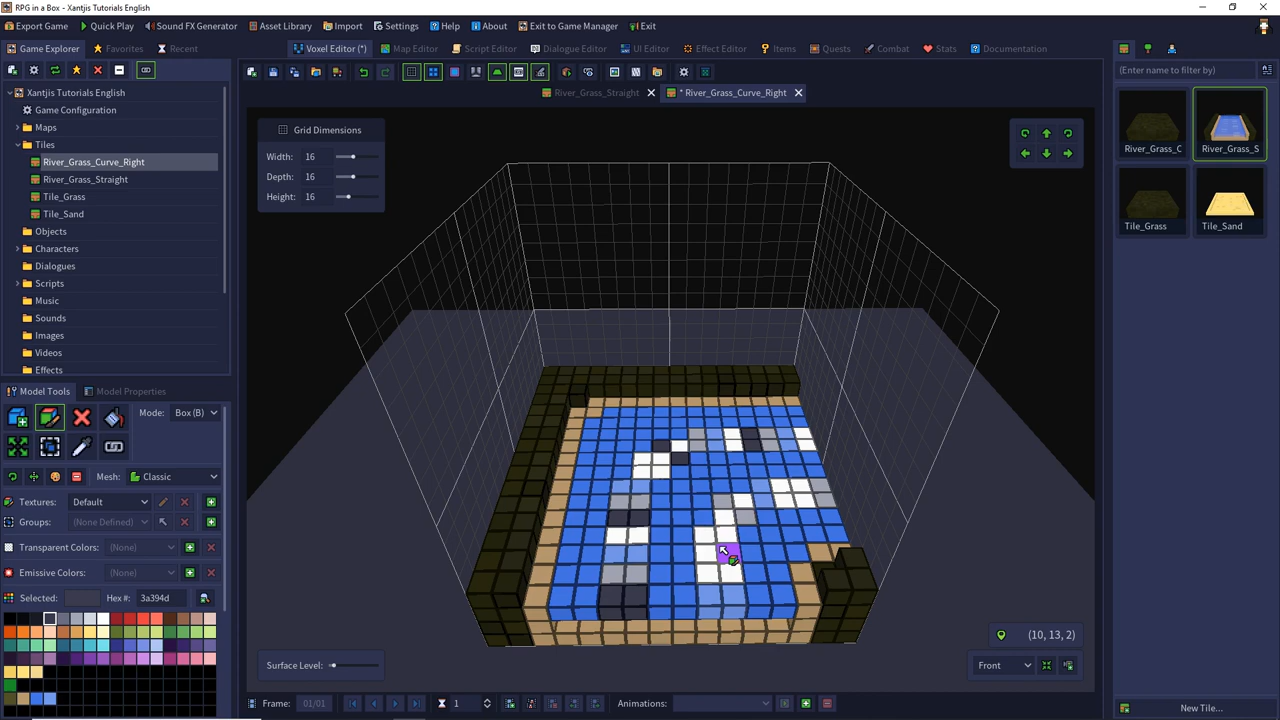 RPG in a Box - Xantjis Tutorials English
Export Game Quick Play Sound FX Generator Asset Library Import Settings Help About Exit to Game Manager Exit
Game Explorer Favorites Recent Voxel Editor (*) Map Editor Script Editor Dialogue Editor UI Editor Effect Editor Items Quests Combat Stats Documentation
(Enter name to filter by)
Xantjis Tutorials English
Game Configuration
Maps
Tiles
River_Grass_Curve_Right
River_Grass_Straight
Tile_Grass
Tile_Sand
Objects
Characters
Dialogues
Scripts
Music
Sounds
Images
Videos
Effects
River_Grass_Straight * River_Grass_Curve_Right
Grid Dimensions
Width: 16
Depth: 16
Height: 16
River_Grass_C River_Grass_S
Tile_Grass Tile_Sand
Model Tools Model Properties
Mode: Box (B)
Mesh: Classic
Textures: Default
Groups: (None Defined)
Transparent Colors: (None)
Emissive Colors: (None)
Selected: Hex #: 3a394d
(10, 13, 2)
Surface Level: Front
Frame: 01/01 1 Animations:
New Tile...